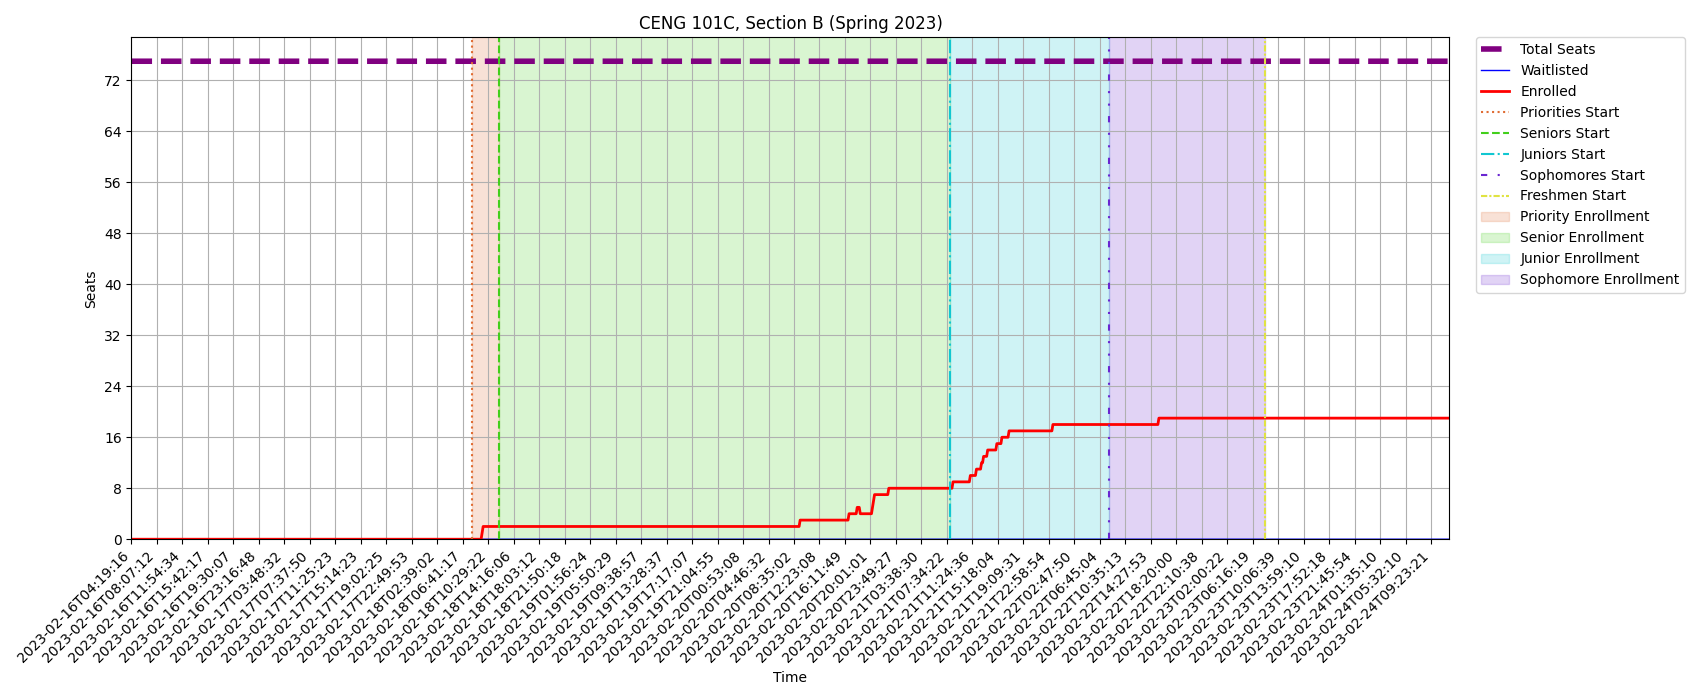 CENG 101C, Section B (Spring 2023)
Seats
72
64
56
48
40
32
24
16
8
0
2023-02-16T04:19:16
2023-02-16T08:07:12
2023-02-16T11:54:34
2023-02-16T15:42:17
2023-02-16T19:30:07
2023-02-16T23:16:48
2023-02-17T03:48:32
2023-02-17T07:37:50
2023-02-17T11:25:23
2023-02-17T15:14:23
2023-02-17T19:02:25
2023-02-17T22:49:53
2023-02-18T02:39:02
2023-02-18T06:41:17
2023-02-18T10:29:22
2023-02-18T14:16:06
2023-02-18T18:03:12
2023-02-18T21:50:18
2023-02-19T01:56:24
2023-02-19T05:50:29
2023-02-19T09:38:57
2023-02-19T13:28:37
2023-02-19T17:17:07
2023-02-19T21:04:55
2023-02-20T00:53:08
2023-02-20T04:46:32
2023-02-20T08:35:02
2023-02-20T12:23:08
2023-02-20T16:11:49
2023-02-20T20:01:01
2023-02-20T23:49:27
2023-02-21T03:38:30
2023-02-21T07:34:22
2023-02-21T11:24:36
2023-02-21T15:18:04
2023-02-21T19:09:31
2023-02-21T22:58:54
2023-02-22T02:47:50
2023-02-22T06:45:04
2023-02-22T10:35:13
2023-02-22T14:27:53
2023-02-22T18:20:00
2023-02-22T22:10:38
2023-02-23T02:00:22
2023-02-23T06:16:19
2023-02-23T10:06:39
2023-02-23T13:59:10
2023-02-23T17:52:18
2023-02-23T21:45:54
2023-02-24T01:35:10
2023-02-24T05:32:10
2023-02-24T09:23:21
Time
Total Seats
Waitlisted
Enrolled
Priorities Start
Seniors Start
Juniors Start
Sophomores Start
Freshmen Start
Priority Enrollment
Senior Enrollment
Junior Enrollment
Sophomore Enrollment